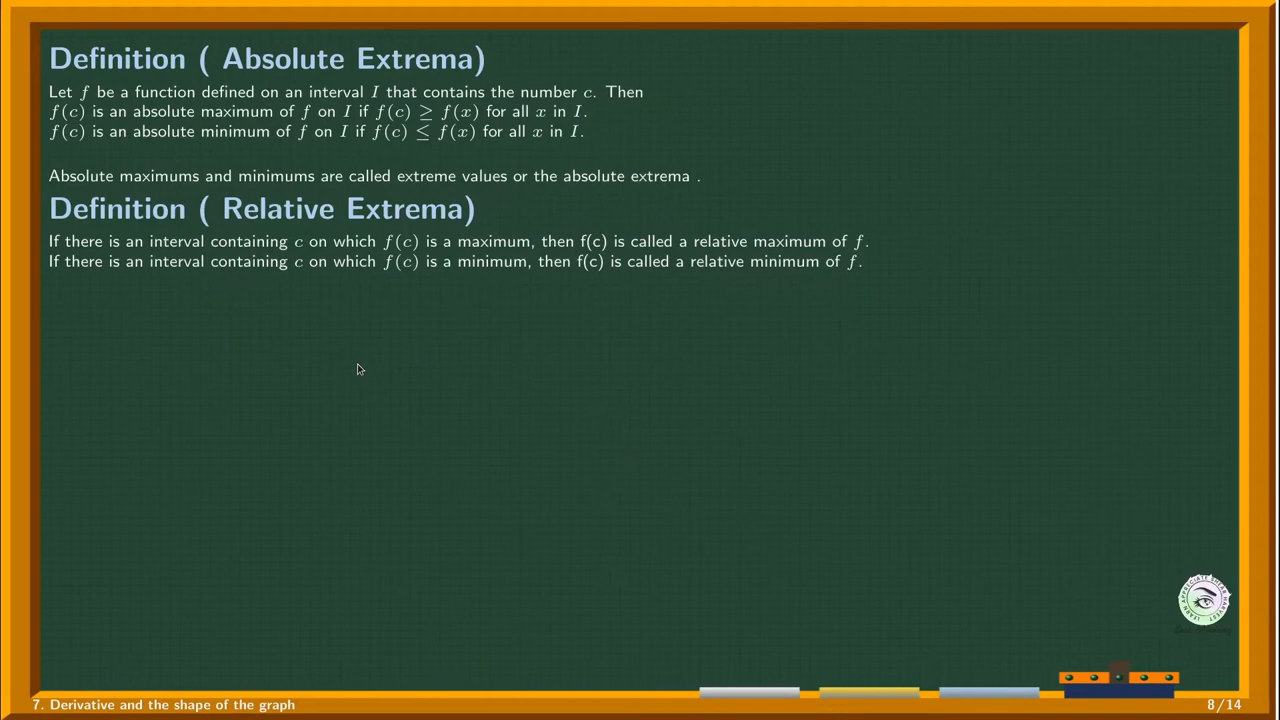 Definition ( Absolute Extrema)
Let f be a function defined on an interval I that contains the number c. Then
f(c) is an absolute maximum of f on I if f(c) ≥ f(x) for all x in I.
f(c) is an absolute minimum of f on I if f(c) ≤ f(x) for all x in I.
Absolute maximums and minimums are called extreme values or the absolute extrema .
Definition ( Relative Extrema)
If there is an interval containing c on which f(c) is a maximum, then f(c) is called a relative maximum of f.
If there is an interval containing c on which f(c) is a minimum, then f(c) is called a relative minimum of f.
7. Derivative and the shape of the graph
8/14